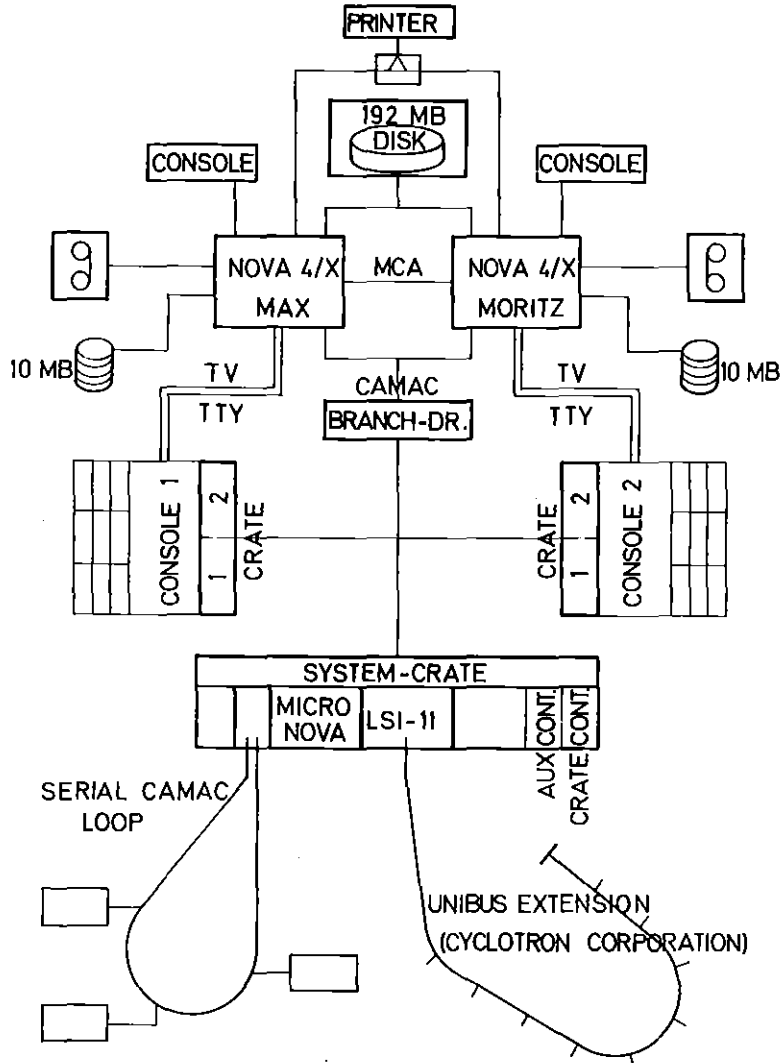 PRINTER
192 MB
DISK
CONSOLE
CONSOLE
NOVA 4/X
MAX
MCA
NOVA 4/X
MORITZ
10 MB
10 MB
TV
TTY
CAMAC
BRANCH-DR.
TV
TTY
CONSOLE 1
1 2
CRATE
CRATE
1 2
CONSOLE 2
SYSTEM-CRATE
MICRO
NOVA
LSI-11
AUX CONT.
CRATE CONT.
SERIAL CAMAC
LOOP
UNIBUS EXTENSION
(CYCLOTRON CORPORATION)